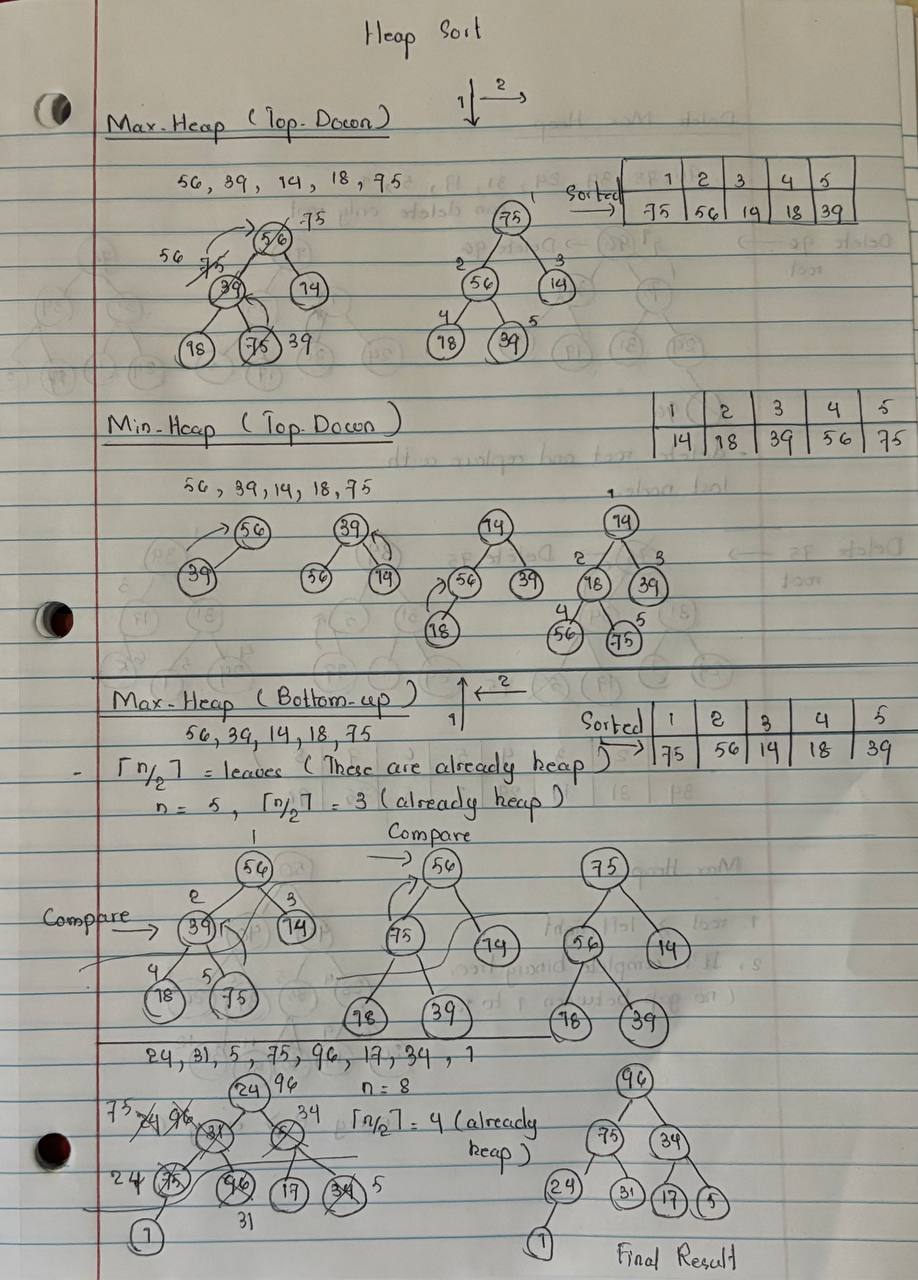 Heap Sort
1 ↓ 2 →
Max-Heap (Top-Down)
56, 39, 14, 18, 75
Sorted → 1 2 3 4 5
75 56 14 18 39
56 75 56 75
39 14
18 75 39
1
75
2 3
56 14
4 5
18 39
Min-Heap (Top-Down)
1 2 3 4 5
14 18 39 56 75
56, 39, 14, 18, 75
56
39
39
56 14
14
56 39
18
1
14
2 3
18 39
4 5
56 75
Max-Heap (Bottom-up)
1 ↑ 2 ←
56, 39, 14, 18, 75
Sorted → 1 2 3 4 5
75 56 14 18 39
- ⌈n/2⌉ = leaves (These are already heap)
n = 5, ⌈n/2⌉ = 3 (already heap)
1
56
2 3
Compare → 39 14
4 5
18 75
Compare
→ 56
75 14
18 39
75
56 14
18 39
24, 31, 5, 75, 96, 17, 34, 1
n = 8
⌈n/2⌉ = 4 (already
heap)
24 96
75 24 96 31 5 34
24 75 96 17 34 5
31
1
96
75 34
24 31 17 5
1
Final Result